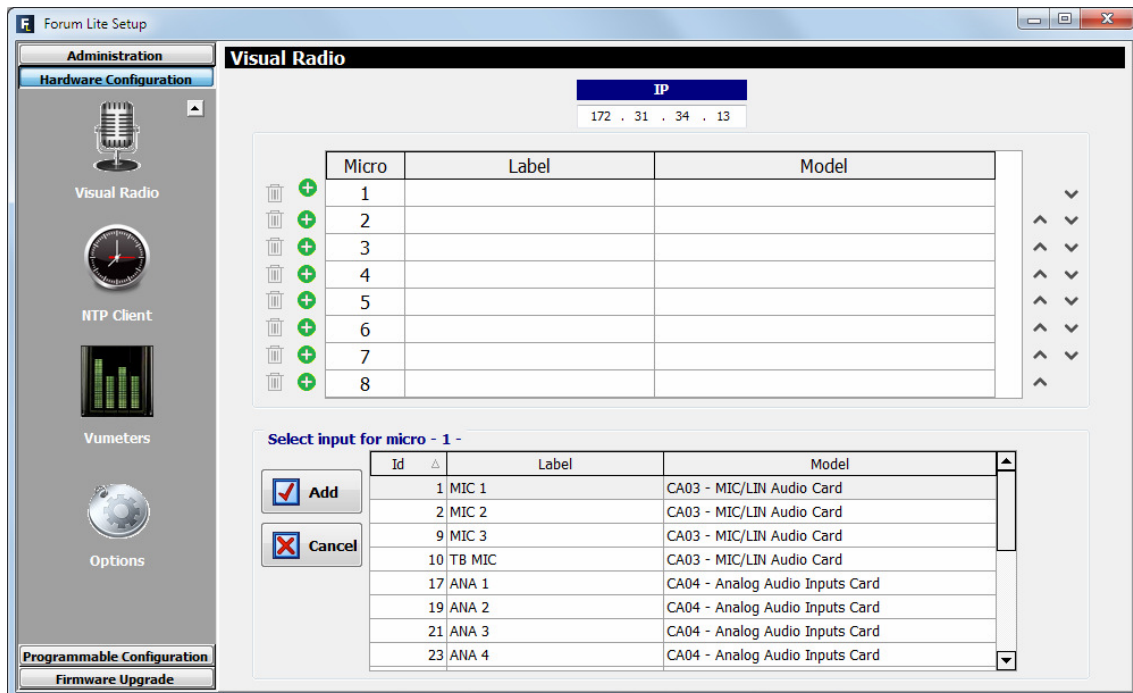 Forum Lite Setup
Administration
Hardware Configuration
Visual Radio
NTP Client
Vumeters
Options
Programmable Configuration
Firmware Upgrade
Visual Radio
IP
172 . 31 . 34 . 13
Micro Label Model
1
2
3
4
5
6
7
8
Select input for micro - 1 -
Add
Cancel
Id Label Model
1 MIC 1 CA03 - MIC/LIN Audio Card
2 MIC 2 CA03 - MIC/LIN Audio Card
9 MIC 3 CA03 - MIC/LIN Audio Card
10 TB MIC CA03 - MIC/LIN Audio Card
17 ANA 1 CA04 - Analog Audio Inputs Card
19 ANA 2 CA04 - Analog Audio Inputs Card
21 ANA 3 CA04 - Analog Audio Inputs Card
23 ANA 4 CA04 - Analog Audio Inputs Card